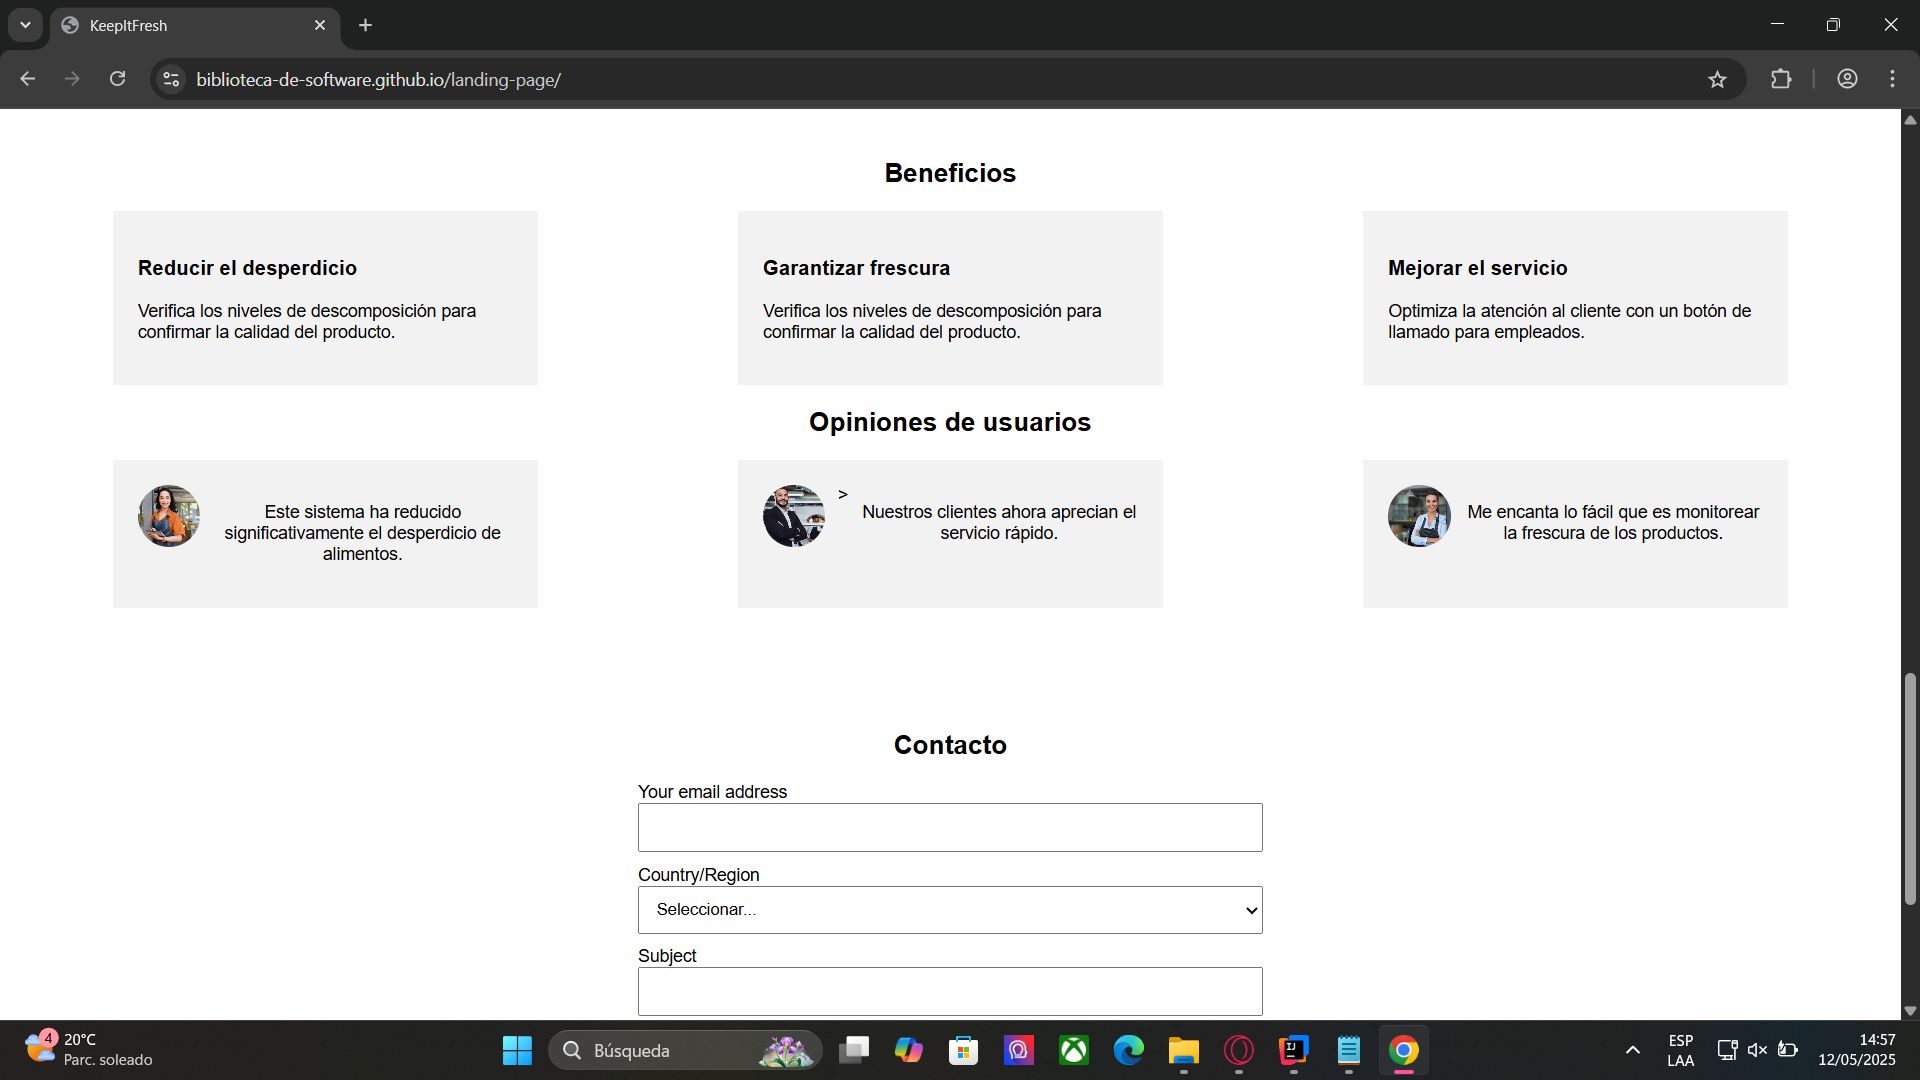 KeepItFresh
biblioteca-de-software.github.io/landing-page/
Beneficios
Reducir el desperdicio
Verifica los niveles de descomposición para
confirmar la calidad del producto.
Garantizar frescura
Verifica los niveles de descomposición para
confirmar la calidad del producto.
Mejorar el servicio
Optimiza la atención al cliente con un botón de
llamado para empleados.
Opiniones de usuarios
Este sistema ha reducido
significativamente el desperdicio de
alimentos.
>
Nuestros clientes ahora aprecian el
servicio rápido.
Me encanta lo fácil que es monitorear
la frescura de los productos.
Contacto
Your email address
Country/Region
Seleccionar...
Subject
4
20°C
Parc. soleado
Búsqueda
IJ
ESP
LAA
14:57
12/05/2025